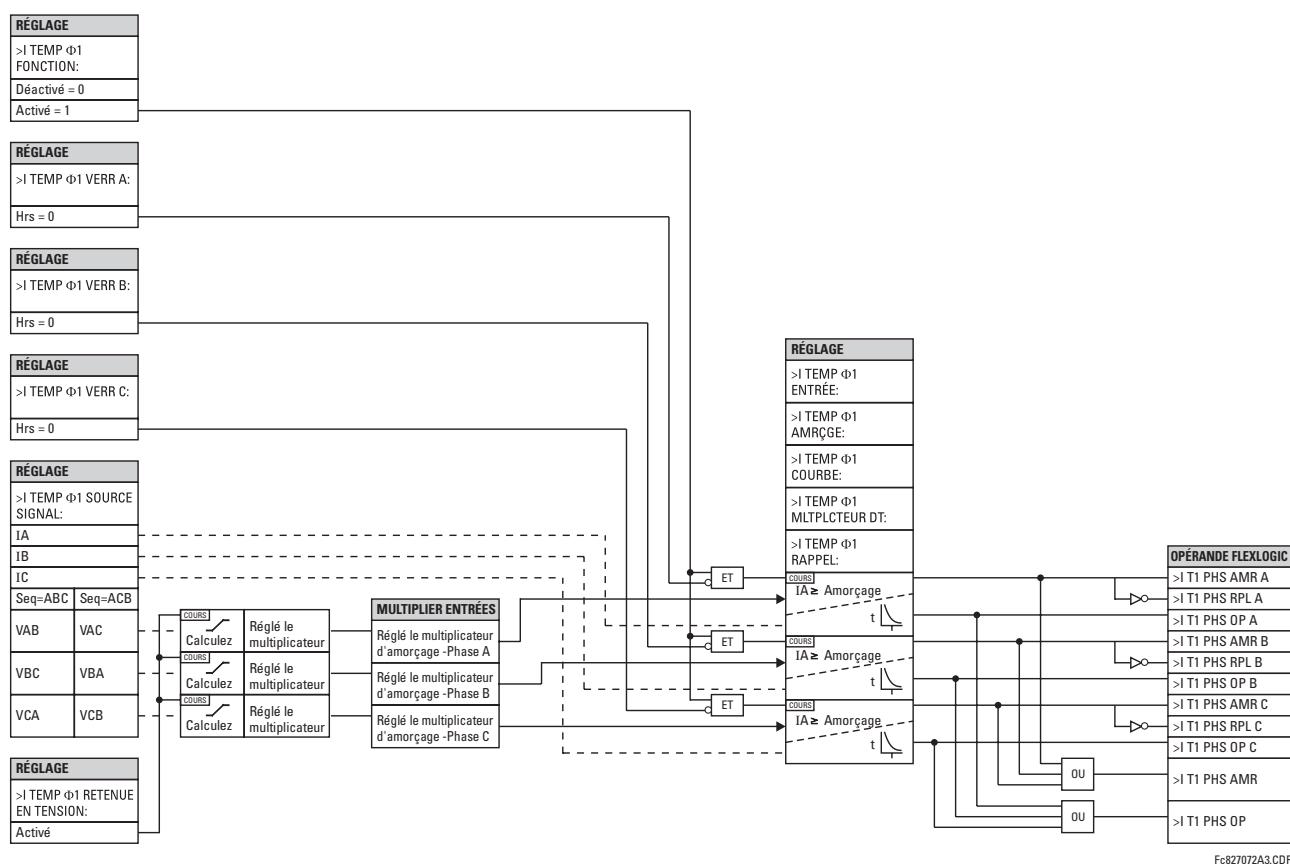 RÉGLAGE
>I TEMP Φ1
FONCTION:
Déactivé = 0
Activé = 1
RÉGLAGE
>I TEMP Φ1 VERR A:
Hrs = 0
RÉGLAGE
>I TEMP Φ1 VERR B:
Hrs = 0
RÉGLAGE
>I TEMP Φ1 VERR C:
Hrs = 0
RÉGLAGE
>I TEMP Φ1 SOURCE
SIGNAL:
IA
IB
IC
Seq=ABC Seq=ACB
VAB VAC
VBC VBA
VCA VCB
RÉGLAGE
>I TEMP Φ1 RETENUE
EN TENSION:
Activé
COURS
Calculez
Réglé le
multiplicateur
COURS
Calculez
Réglé le
multiplicateur
COURS
Calculez
Réglé le
multiplicateur
MULTIPLIER ENTRÉES
Réglé le multiplicateur
d'amorçage -Phase A
Réglé le multiplicateur
d'amorçage -Phase B
Réglé le multiplicateur
d'amorçage -Phase C
ET
ET
ET
RÉGLAGE
>I TEMP Φ1
ENTRÉE:
>I TEMP Φ1
AMRÇGE:
>I TEMP Φ1
COURBE:
>I TEMP Φ1
MLTPLCTEUR DT:
>I TEMP Φ1
RAPPEL:
COURS
IA ≥ Amorçage
t
COURS
IA ≥ Amorçage
t
COURS
IA ≥ Amorçage
t
OU
OU
OPÉRANDE FLEXLOGIC
>I T1 PHS AMR A
>I T1 PHS RPL A
>I T1 PHS OP A
>I T1 PHS AMR B
>I T1 PHS RPL B
>I T1 PHS OP B
>I T1 PHS AMR C
>I T1 PHS RPL C
>I T1 PHS OP C
>I T1 PHS AMR
>I T1 PHS OP
Fc827072A3.CDR